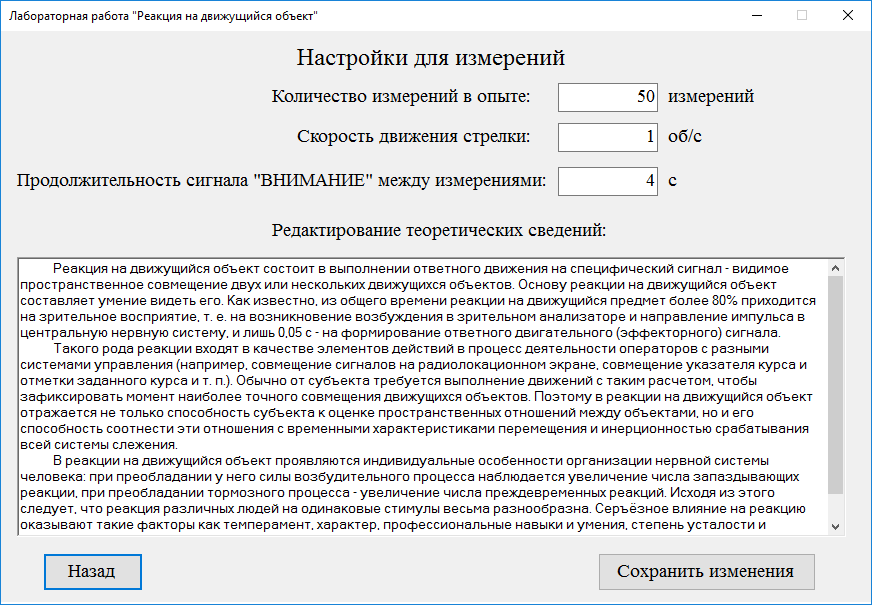 Лабораторная работа "Реакция на движущийся объект"
Настройки для измерений
Количество измерений в опыте: 50 измерений
Скорость движения стрелки: 1 об/с
Продолжительность сигнала "ВНИМАНИЕ" между измерениями: 4 с
Редактирование теоретических сведений:
Реакция на движущийся объект состоит в выполнении ответного движения на специфический сигнал - видимое
пространственное совмещение двух или нескольких движущихся объектов. Основу реакции на движущийся объект
составляет умение видеть его. Как известно, из общего времени реакции на движущийся предмет более 80% приходится
на зрительное восприятие, т. е. на возникновение возбуждения в зрительном анализаторе и направление импульса в
центральную нервную систему, и лишь 0,05 с - на формирование ответного двигательного (эффекторного) сигнала.
Такого рода реакции входят в качестве элементов действий в процесс деятельности операторов с разными
системами управления (например, совмещение сигналов на радиолокационном экране, совмещение указателя курса и
отметки заданного курса и т. п.). Обычно от субъекта требуется выполнение движений с таким расчетом, чтобы
зафиксировать момент наиболее точного совмещения движущихся объектов. Поэтому в реакции на движущийся объект
отражается не только способность субъекта к оценке пространственных отношений между объектами, но и его
способность соотнести эти отношения с временными характеристиками перемещения и инерционностью срабатывания
всей системы слежения.
В реакции на движущийся объект проявляются индивидуальные особенности организации нервной системы
человека: при преобладании у него силы возбудительного процесса наблюдается увеличение числа запаздывающих
реакции, при преобладании тормозного процесса - увеличение числа преждевременных реакций. Исходя из этого
следует, что реакция различных людей на одинаковые стимулы весьма разнообразна. Серъёзное влияние на реакцию
оказывают такие факторы как темперамент, характер, профессиональные навыки и умения, степень усталости и
Назад
Сохранить изменения